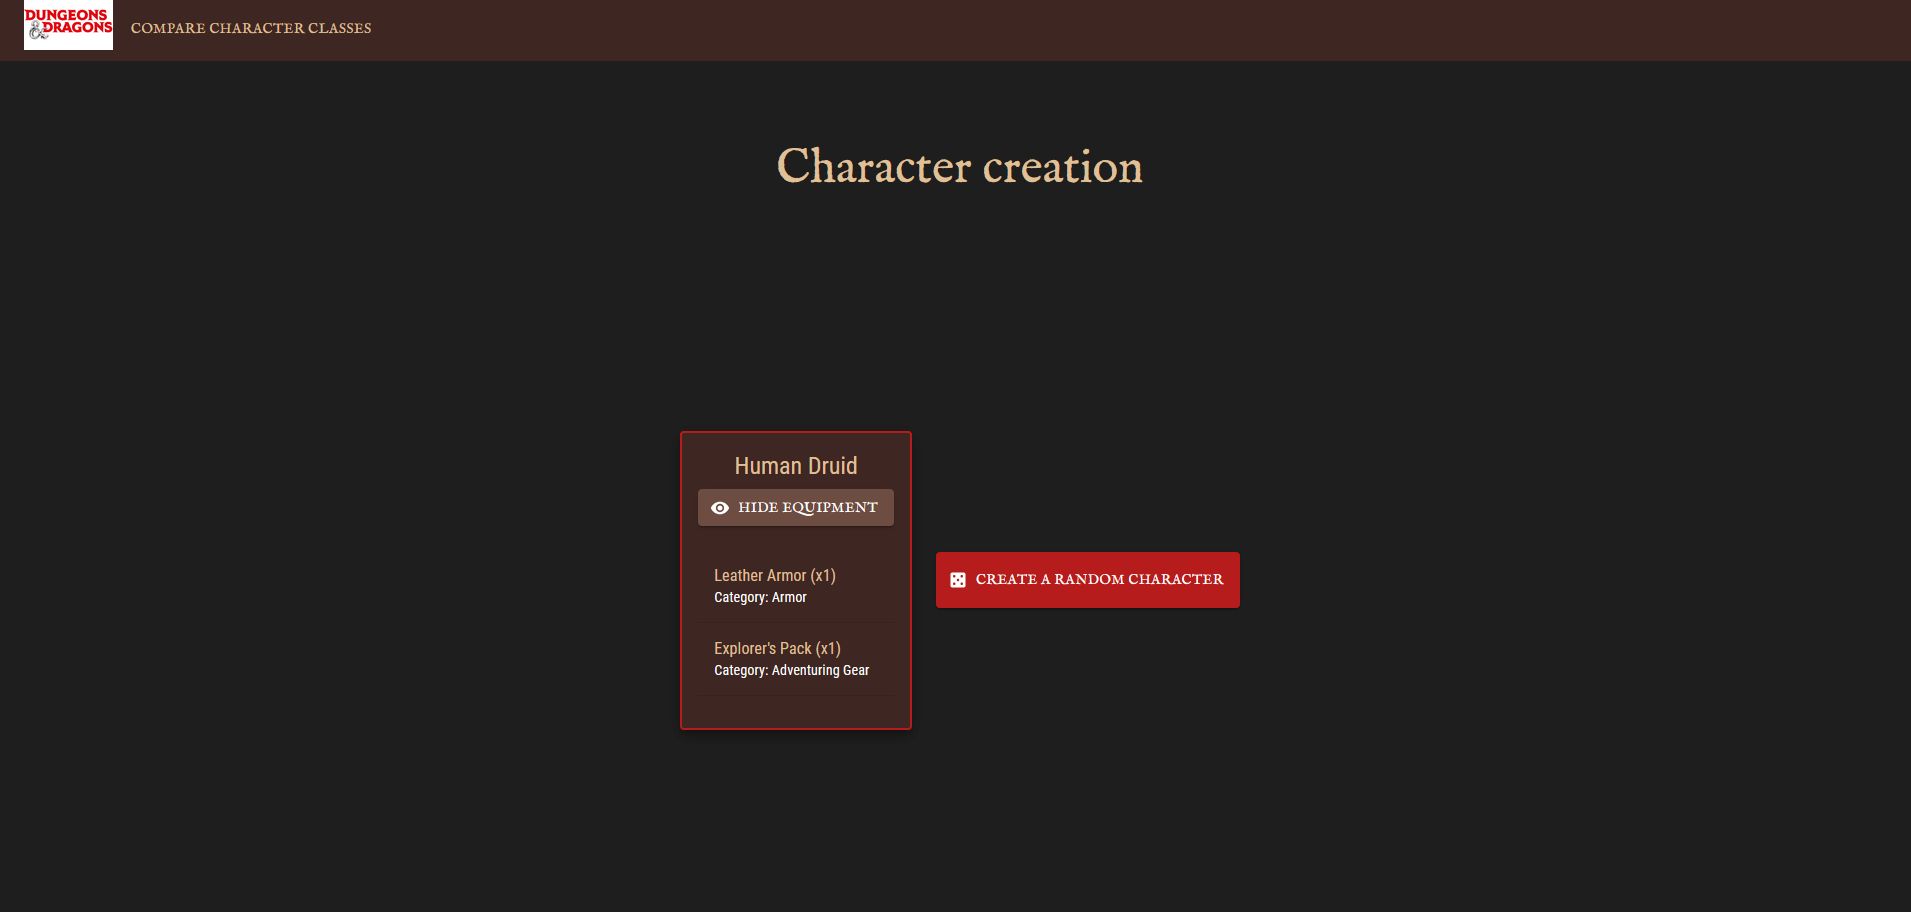 DUNGEONS
& DRAGONS
COMPARE CHARACTER CLASSES
Character creation
Human Druid
HIDE EQUIPMENT
Leather Armor (x1)
Category: Armor
Explorer's Pack (x1)
Category: Adventuring Gear
CREATE A RANDOM CHARACTER